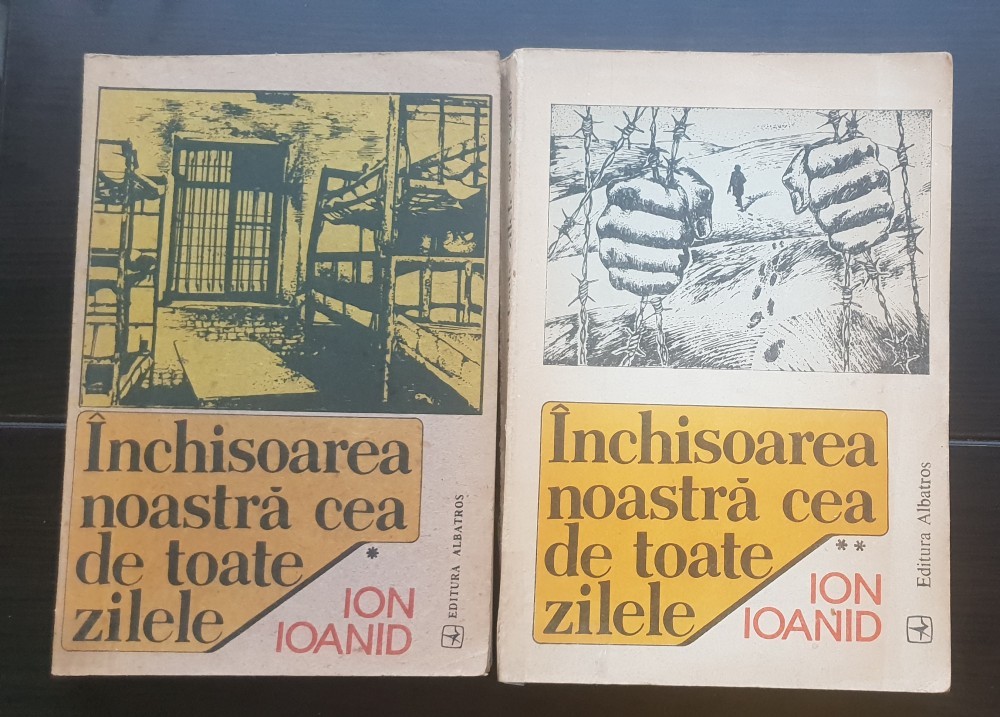 Închisoarea
noastră cea
de toate
zilele
*
ION
IOANID
EDITURA ALBATROS
Închisoarea
noastră cea
de toate
zilele
**
ION
IOANID
Editura Albatros